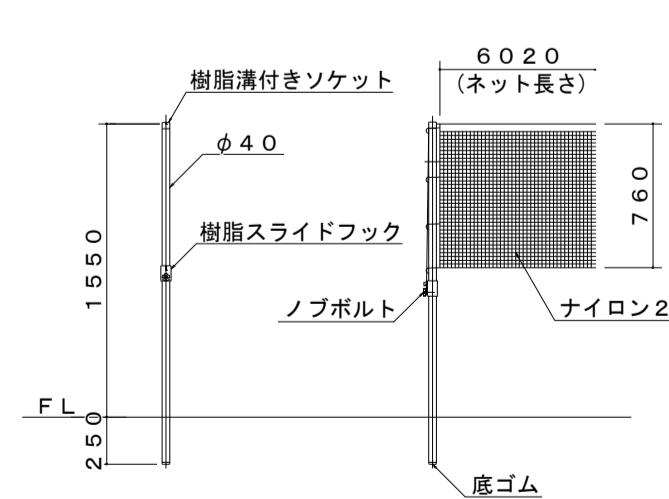 6020
(ネット長さ)
樹脂溝付きソケット
φ40
樹脂スライドフック
760
1550
ノブボルト
ナイロン2
FL
250
底ゴム